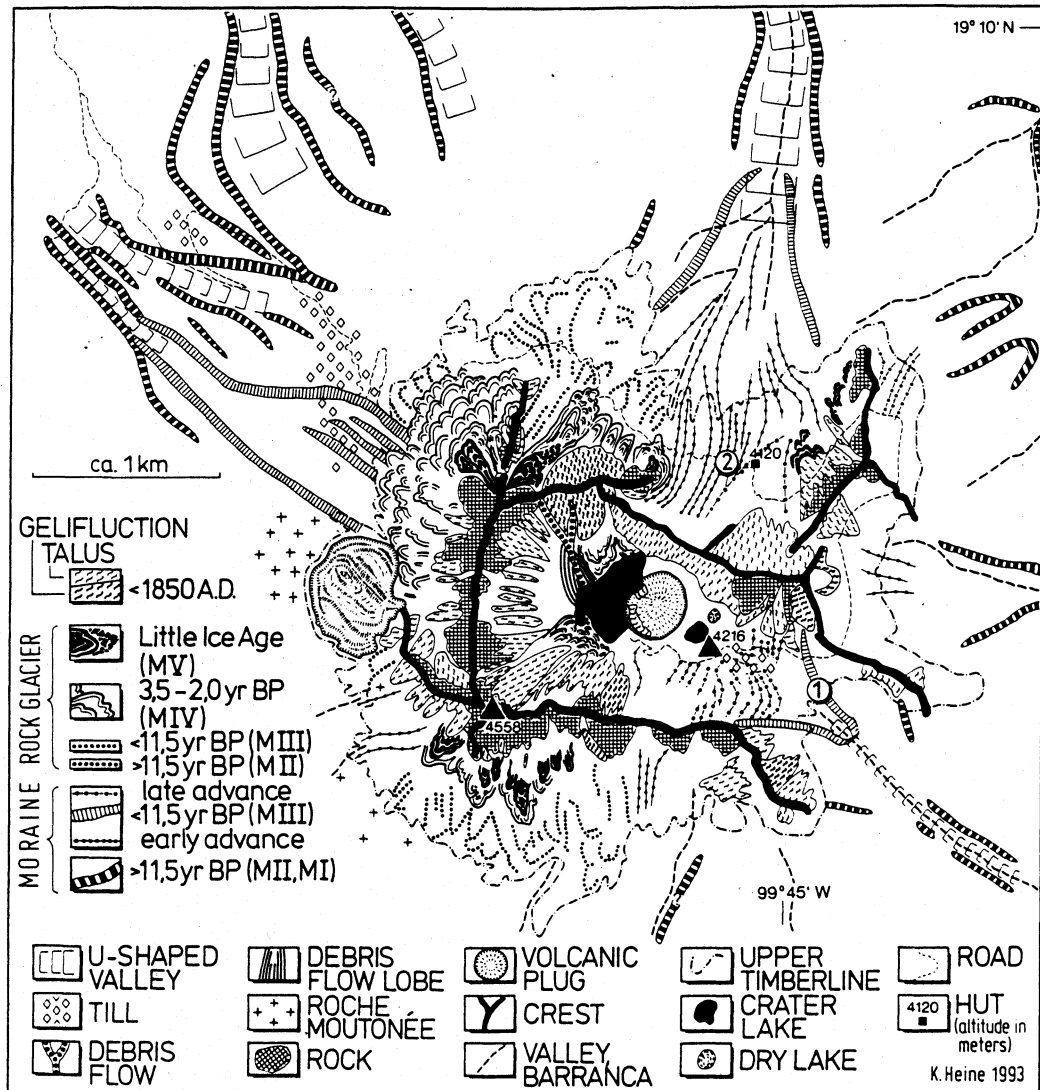 19° 10' N
ca. 1 km
2
4120
4216
1
4558
99° 45' W
GELIFLUCTION
TALUS
<1850 A.D.
ROCK GLACIER
Little Ice Age
(MV)
3,5-2,0 yr BP
(MIV)
<11,5 yr BP (MIII)
>11,5 yr BP (MII)
MORAINE
late advance
<11,5 yr BP (MIII)
early advance
>11,5 yr BP (MII, MI)
U-SHAPED
VALLEY
TILL
DEBRIS
FLOW
DEBRIS
FLOW LOBE
ROCHE
MOUTONÉE
ROCK
VOLCANIC
PLUG
CREST
VALLEY,
BARRANCA
UPPER
TIMBERLINE
CRATER
LAKE
DRY LAKE
ROAD
4120
HUT
(altitude in
meters)
K. Heine 1993